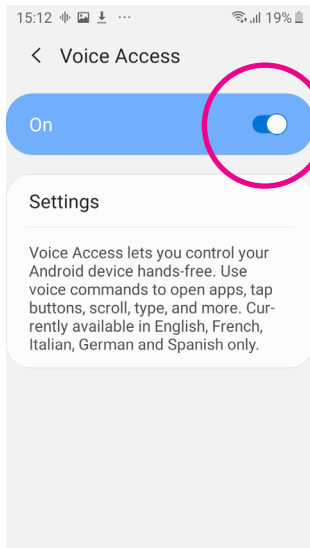 15:12 ... 19%
Voice Access
On
Settings
Voice Access lets you control your
Android device hands-free. Use
voice commands to open apps, tap
buttons, scroll, type, and more. Cur-
rently available in English, French,
Italian, German and Spanish only.